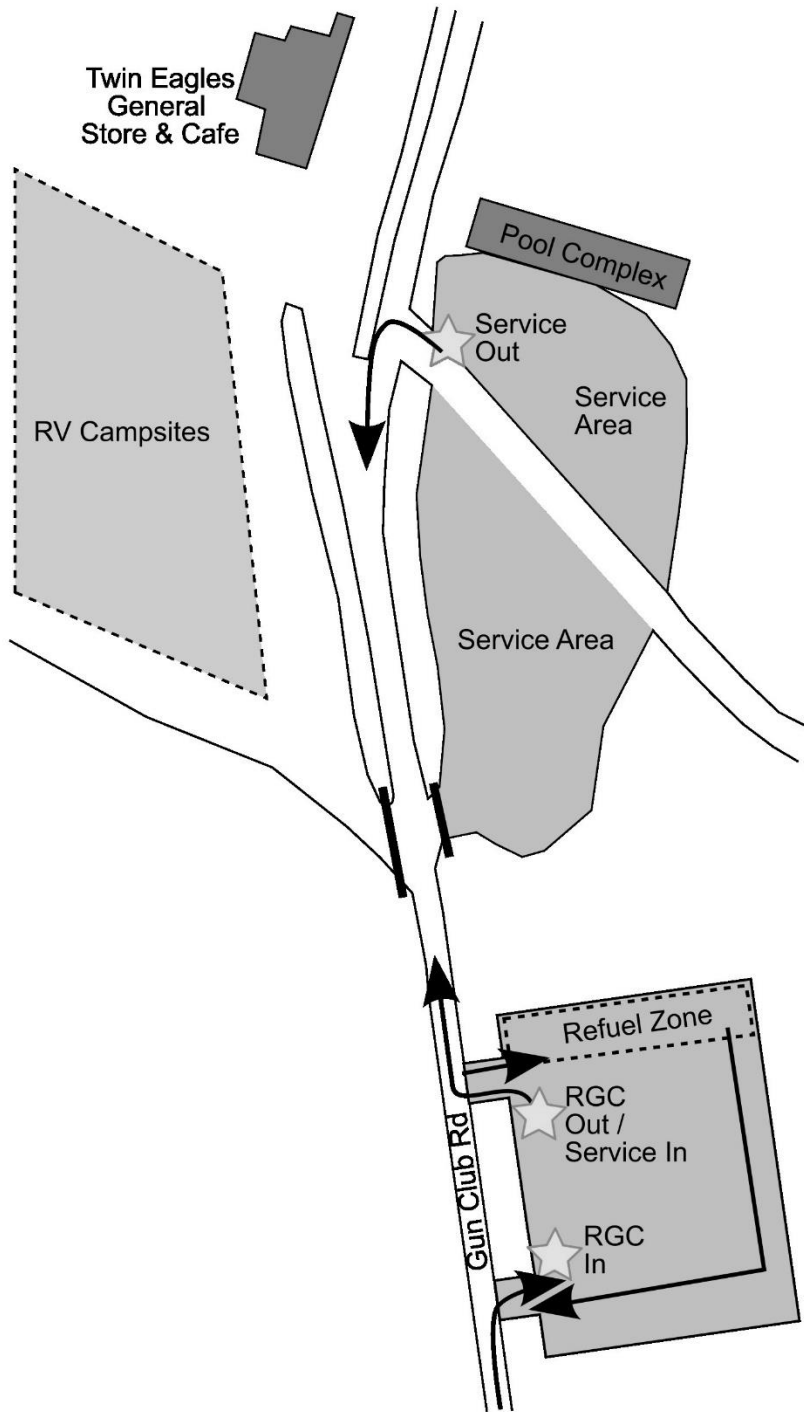 Twin Eagles
General
Store & Cafe
Pool Complex
Service
Out
Service
Area
RV Campsites
Service Area
Refuel Zone
RGC
Out /
Service In
Gun Club Rd
RGC
In